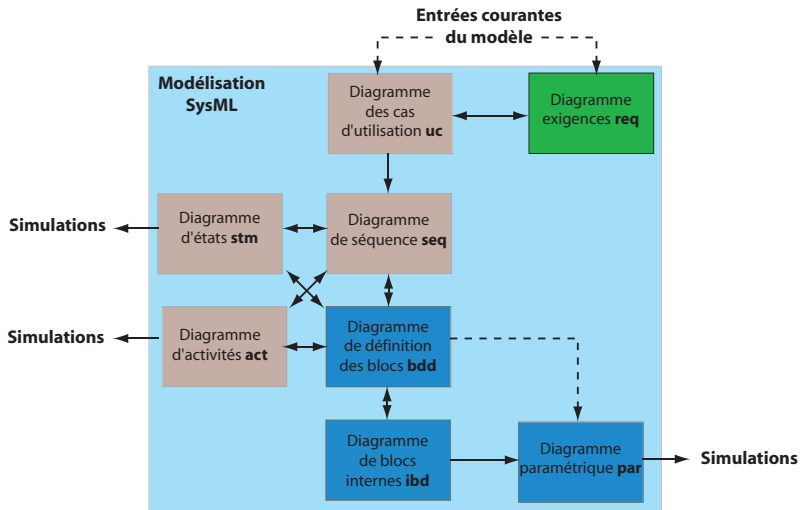 Entrées courantes
du modèle
Modélisation
SysML
Diagramme
des cas
d'utilisation uc
Diagramme
exigences req
Simulations
Diagramme
d'états stm
Diagramme
de séquence seq
Simulations
Diagramme
d'activités act
Diagramme
de définition
des blocs bdd
Diagramme
de blocs
internes ibd
Diagramme
paramétrique par
Simulations